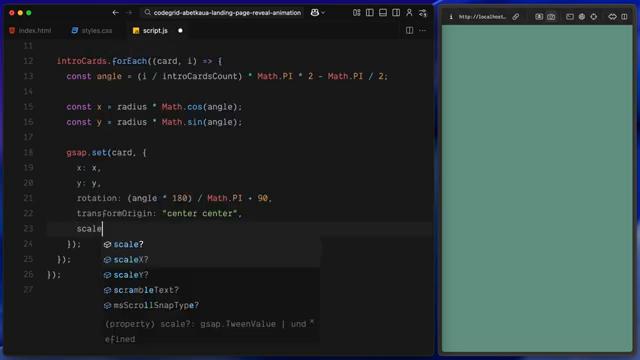 codegrid-abetkaua-landing-page-reveal-animation
index.html
styles.css
script.js
http://localhost...
11
12 introCards.forEach((card, i) => {
13 const angle = (i / introCardsCount) * Math.PI * 2 - Math.PI / 2;
14
15 const x = radius * Math.cos(angle);
16 const y = radius * Math.sin(angle);
17
18 gsap.set(card, {
19 x: x,
20 y: y,
21 rotation: (angle * 180) / Math.PI + 90,
22 transformOrigin: "center center",
23 scale
24 });
25 });
26 });
27
scale?
scaleX?
scaleY?
scrambleText?
msScrollSnapType?
(property) scale?: gsap.TweenValue | und
efined